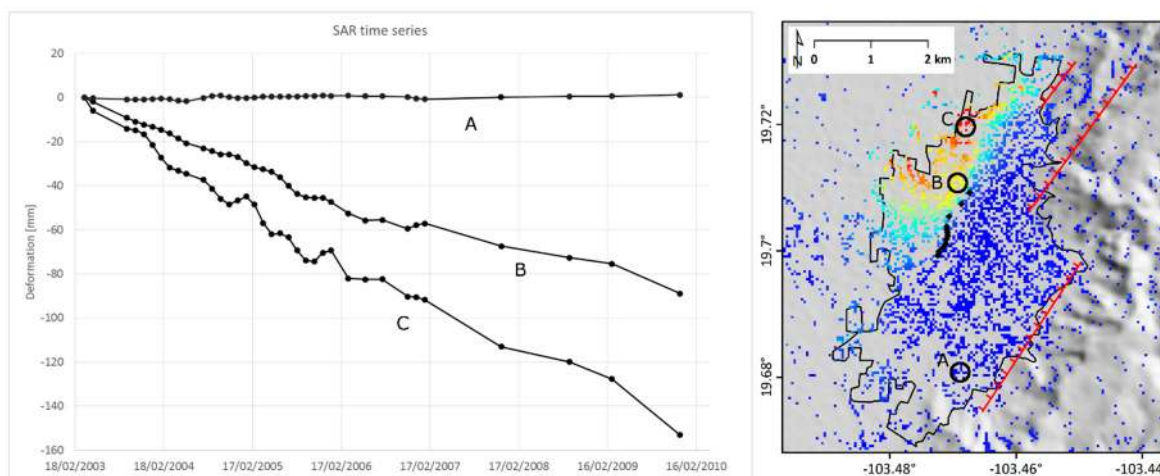 SAR time series
20
0
-20
-40
-60
-80
-100
-120
-140
-160
Deformation [mm]
A
B
C
18/02/2003 18/02/2004 17/02/2005 17/02/2006 17/02/2007 17/02/2008 16/02/2009 16/02/2010
N
0 1 2 km
C
B
A
19.72°
19.7°
19.68°
-103.48° -103.46° -103.44